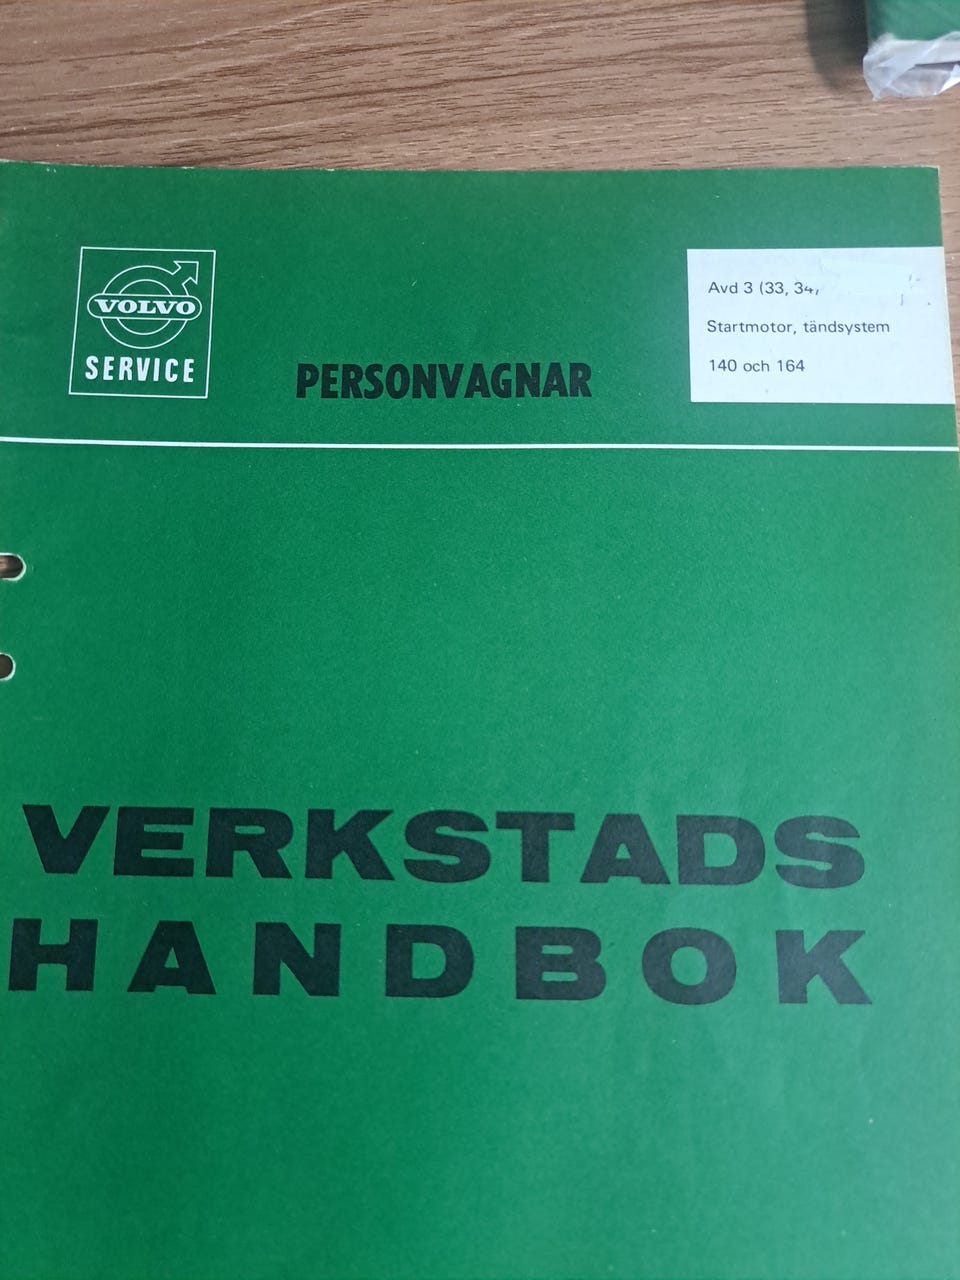 VOLVO
SERVICE
PERSONVAGNAR
Avd 3 (33, 34)
Startmotor, tändsystem
140 och 164
VERKSTADS
HANDBOK